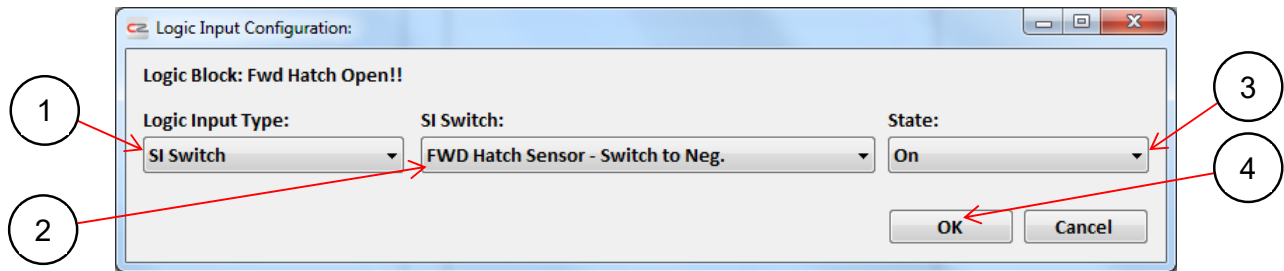 CZ Logic Input Configuration:
Logic Block: Fwd Hatch Open!!
1
3
Logic Input Type: SI Switch: State:
SI Switch FWD Hatch Sensor - Switch to Neg. On
4
2
OK Cancel